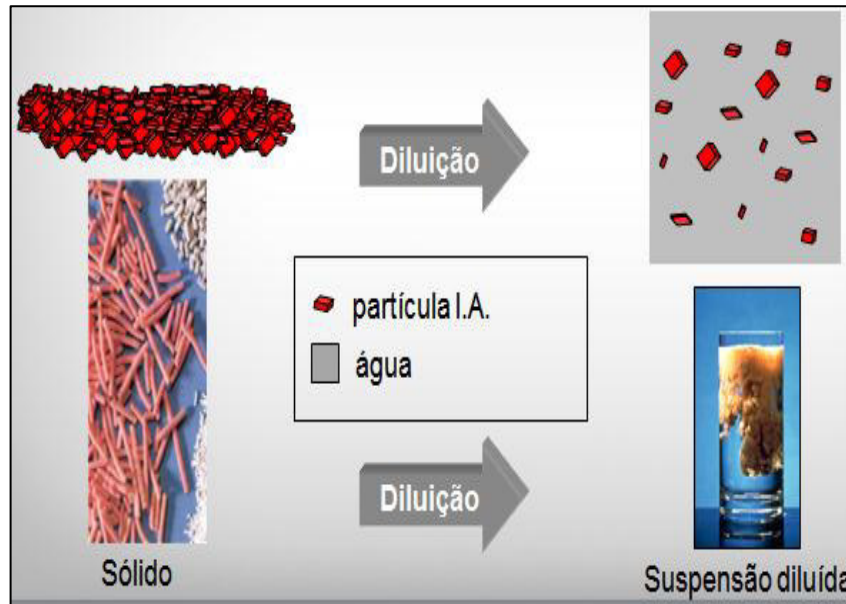 Diluição
partícula I.A.
água
Diluição
Sólido
Suspensão diluída